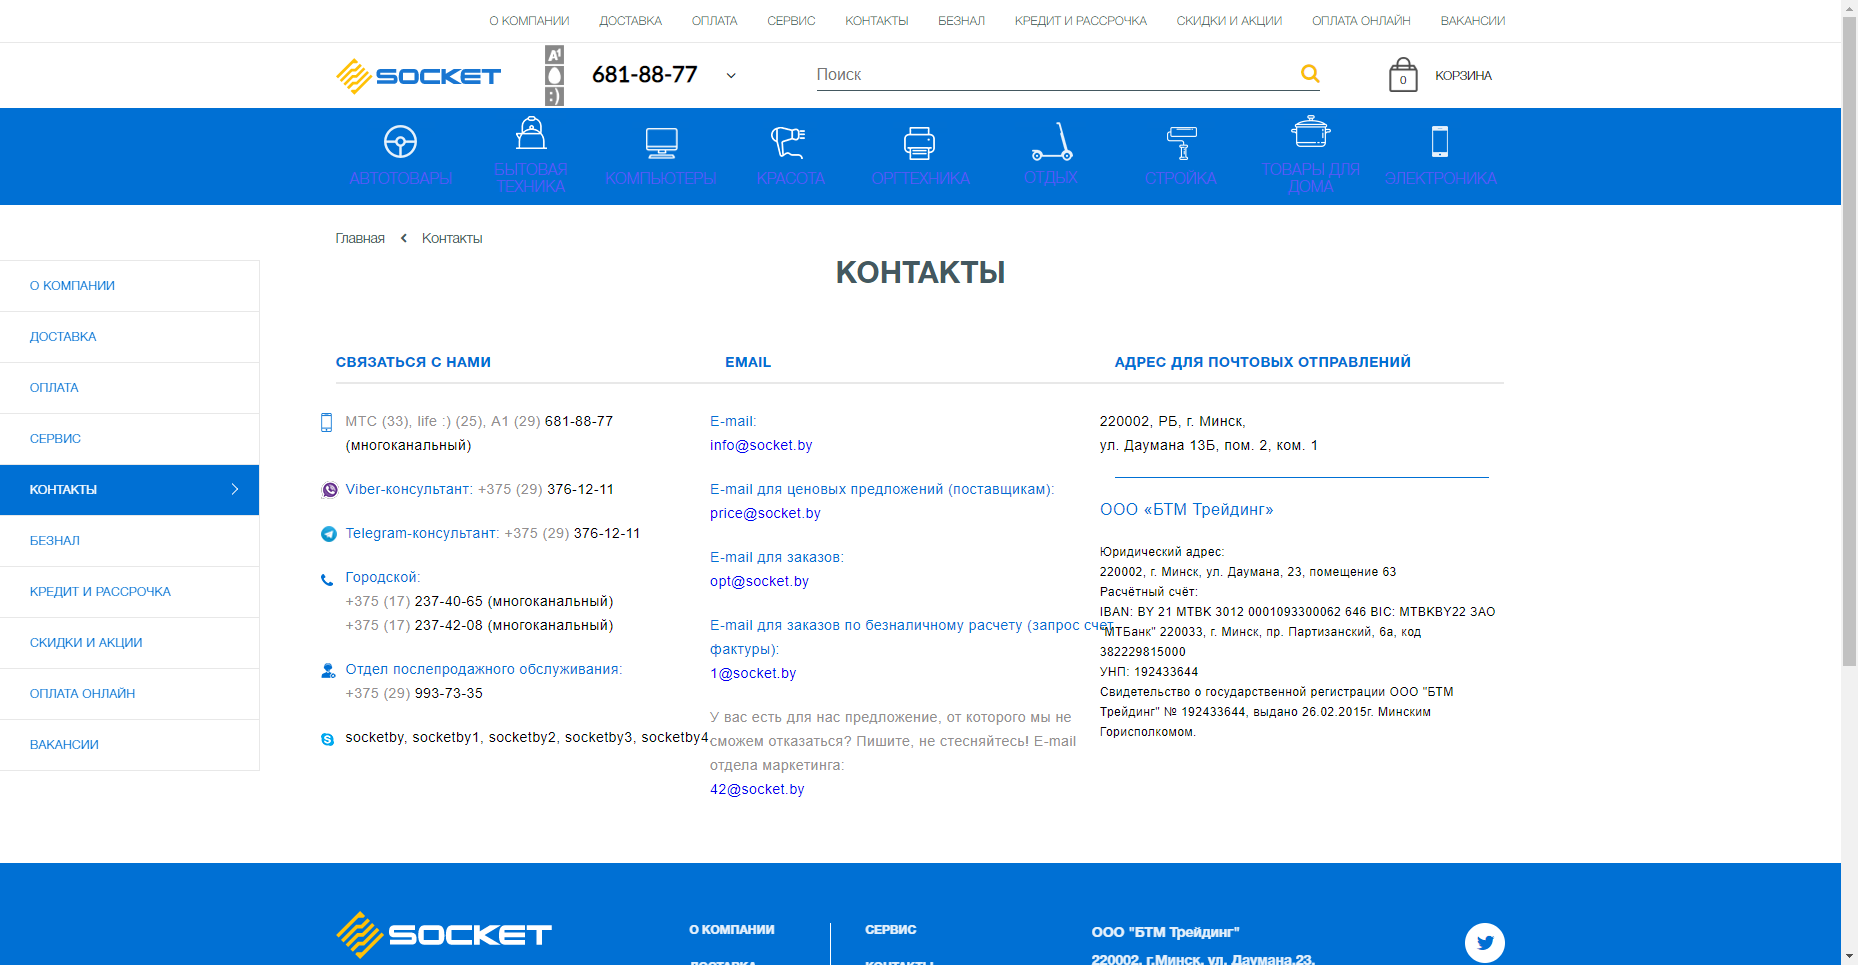 О КОМПАНИИ ДОСТАВКА ОПЛАТА СЕРВИС КОНТАКТЫ БЕЗНАЛ КРЕДИТ И РАССРОЧКА СКИДКИ И АКЦИИ ОПЛАТА ОНЛАЙН ВАКАНСИИ
SOCKET
A1
:)
681-88-77
Поиск
0
КОРЗИНА
АВТОТОВАРЫ
БЫТОВАЯ
ТЕХНИКА
КОМПЬЮТЕРЫ
КРАСОТА
ОРГТЕХНИКА
ОТДЫХ
СТРОЙКА
ТОВАРЫ ДЛЯ
ДОМА
ЭЛЕКТРОНИКА
Главная Контакты
КОНТАКТЫ
О КОМПАНИИ
ДОСТАВКА
ОПЛАТА
СЕРВИС
КОНТАКТЫ
БЕЗНАЛ
КРЕДИТ И РАССРОЧКА
СКИДКИ И АКЦИИ
ОПЛАТА ОНЛАЙН
ВАКАНСИИ
СВЯЗАТЬСЯ С НАМИ
МТС (33), life :) (25), А1 (29) 681-88-77
(многоканальный)
Viber-консультант: +375 (29) 376-12-11
Telegram-консультант: +375 (29) 376-12-11
Городской:
+375 (17) 237-40-65 (многоканальный)
+375 (17) 237-42-08 (многоканальный)
Отдел послепродажного обслуживания:
+375 (29) 993-73-35
socketby, socketby1, socketby2, socketby3, socketby4
EMAIL
E-mail:
info@socket.by
E-mail для ценовых предложений (поставщикам):
price@socket.by
E-mail для заказов:
opt@socket.by
E-mail для заказов по безналичному расчету (запрос счет
фактуры):
1@socket.by
У вас есть для нас предложение, от которого мы не
сможем отказаться? Пишите, не стесняйтесь! E-mail
отдела маркетинга:
42@socket.by
АДРЕС ДЛЯ ПОЧТОВЫХ ОТПРАВЛЕНИЙ
220002, РБ, г. Минск,
ул. Даумана 13Б, пом. 2, ком. 1
ООО «БТМ Трейдинг»
Юридический адрес:
220002, г. Минск, ул. Даумана, 23, помещение 63
Расчётный счёт:
IBAN: BY 21 MTBK 3012 0001093300062 646 BIC: MTBKBY22 ЗАО
"МТБанк" 220033, г. Минск, пр. Партизанский, 6а, код
382229815000
УНП: 192433644
Свидетельство о государственной регистрации ООО "БТМ
Трейдинг" № 192433644, выдано 26.02.2015г. Минским
Горисполкомом.
SOCKET
О КОМПАНИИ
ДОСТАВКА
СЕРВИС
КОНТАКТЫ
ООО "БТМ Трейдинг"
220002, г.Минск, ул. Даумана,23,